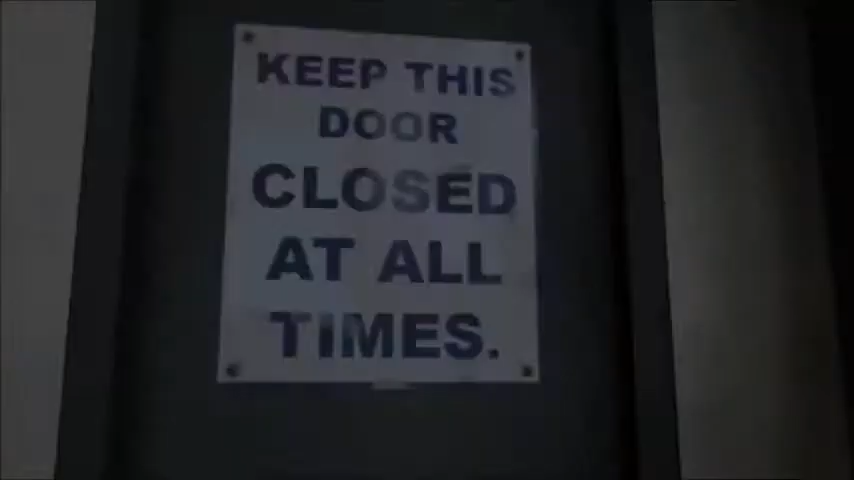 KEEP THIS
DOOR
CLOSED
AT ALL
TIMES.